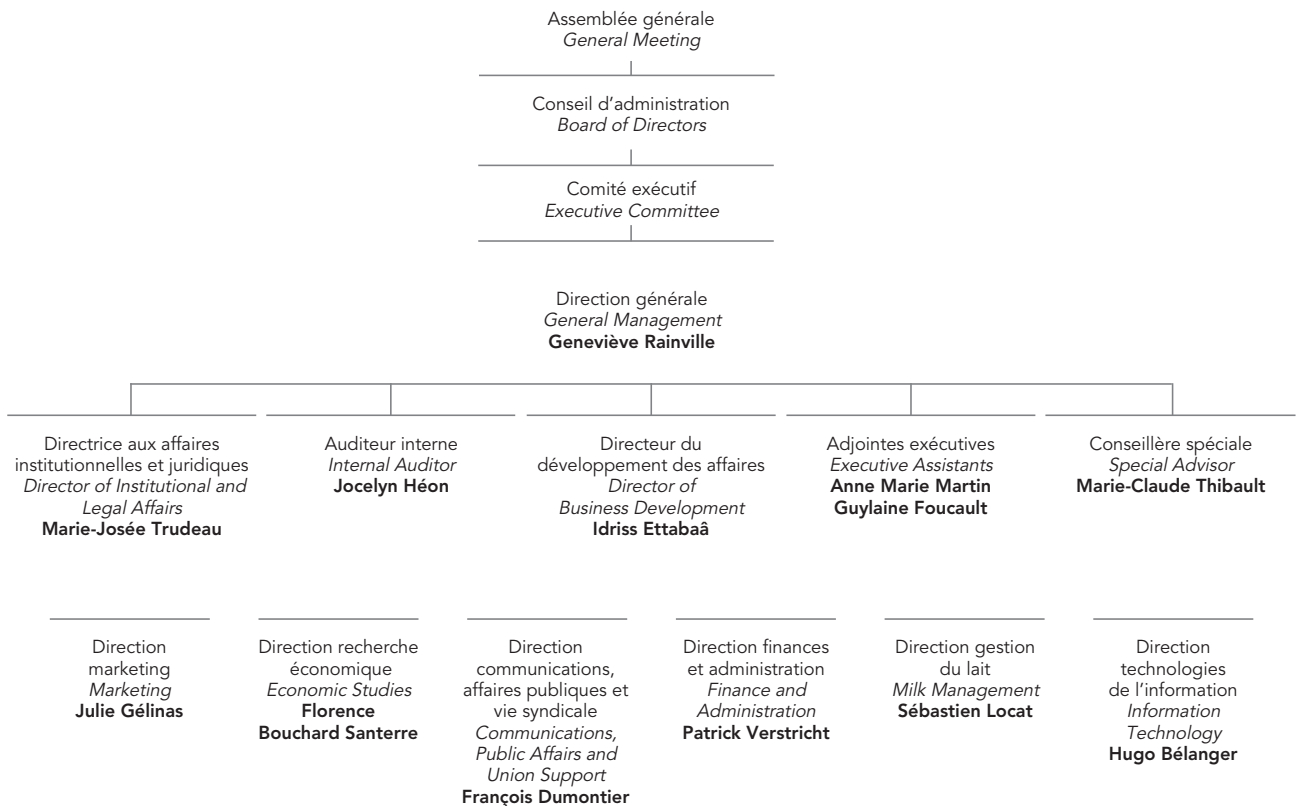 Assemblée générale
General Meeting
Conseil d'administration
Board of Directors
Comité exécutif
Executive Committee
Direction générale
General Management
Geneviève Rainville
Directrice aux affaires
institutionnelles et juridiques
Director of Institutional and
Legal Affairs
Marie-Josée Trudeau
Auditeur interne
Internal Auditor
Jocelyn Héon
Directeur du
développement des affaires
Director of
Business Development
Idriss Ettabaâ
Adjointes exécutives
Executive Assistants
Anne Marie Martin
Guylaine Foucault
Conseillère spéciale
Special Advisor
Marie-Claude Thibault
Direction
marketing
Marketing
Julie Gélinas
Direction recherche
économique
Economic Studies
Florence
Bouchard Santerre
Direction
communications,
affaires publiques et
vie syndicale
Communications,
Public Affairs and
Union Support
François Dumontier
Direction finances
et administration
Finance and
Administration
Patrick Verstricht
Direction gestion
du lait
Milk Management
Sébastien Locat
Direction
technologies
de l'information
Information
Technology
Hugo Bélanger